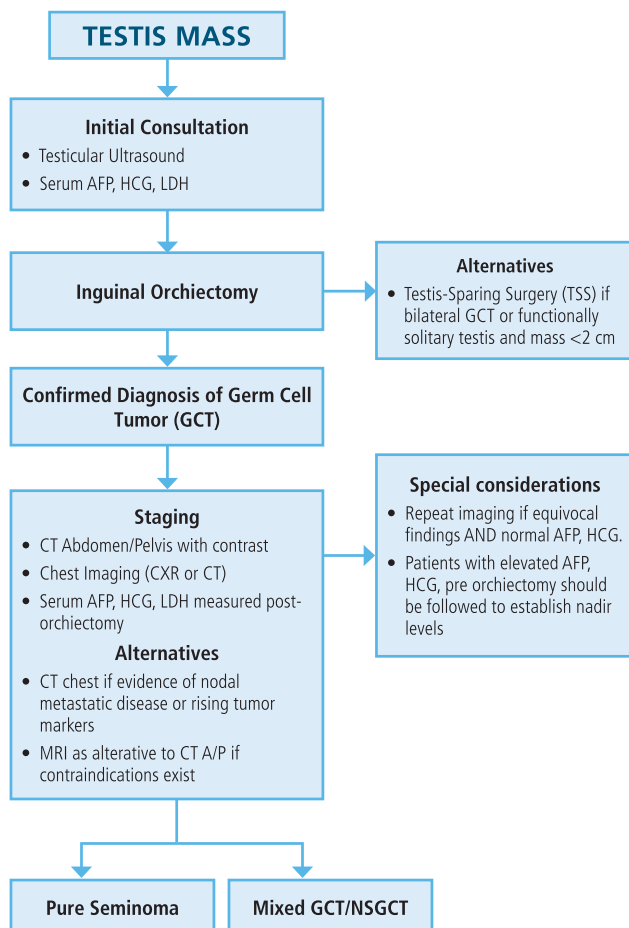 TESTIS MASS
Initial Consultation
• Testicular Ultrasound
• Serum AFP, HCG, LDH
Inguinal Orchiectomy
Alternatives
• Testis-Sparing Surgery (TSS) if
bilateral GCT or functionally
solitary testis and mass <2 cm
Confirmed Diagnosis of Germ Cell
Tumor (GCT)
Staging
• CT Abdomen/Pelvis with contrast
• Chest Imaging (CXR or CT)
• Serum AFP, HCG, LDH measured post-
orchiectomy
Alternatives
• CT chest if evidence of nodal
metastatic disease or rising tumor
markers
• MRI as alterative to CT A/P if
contraindications exist
Special considerations
• Repeat imaging if equivocal
findings AND normal AFP, HCG.
• Patients with elevated AFP,
HCG, pre orchiectomy should
be followed to establish nadir
levels
Pure Seminoma
Mixed GCT/NSGCT